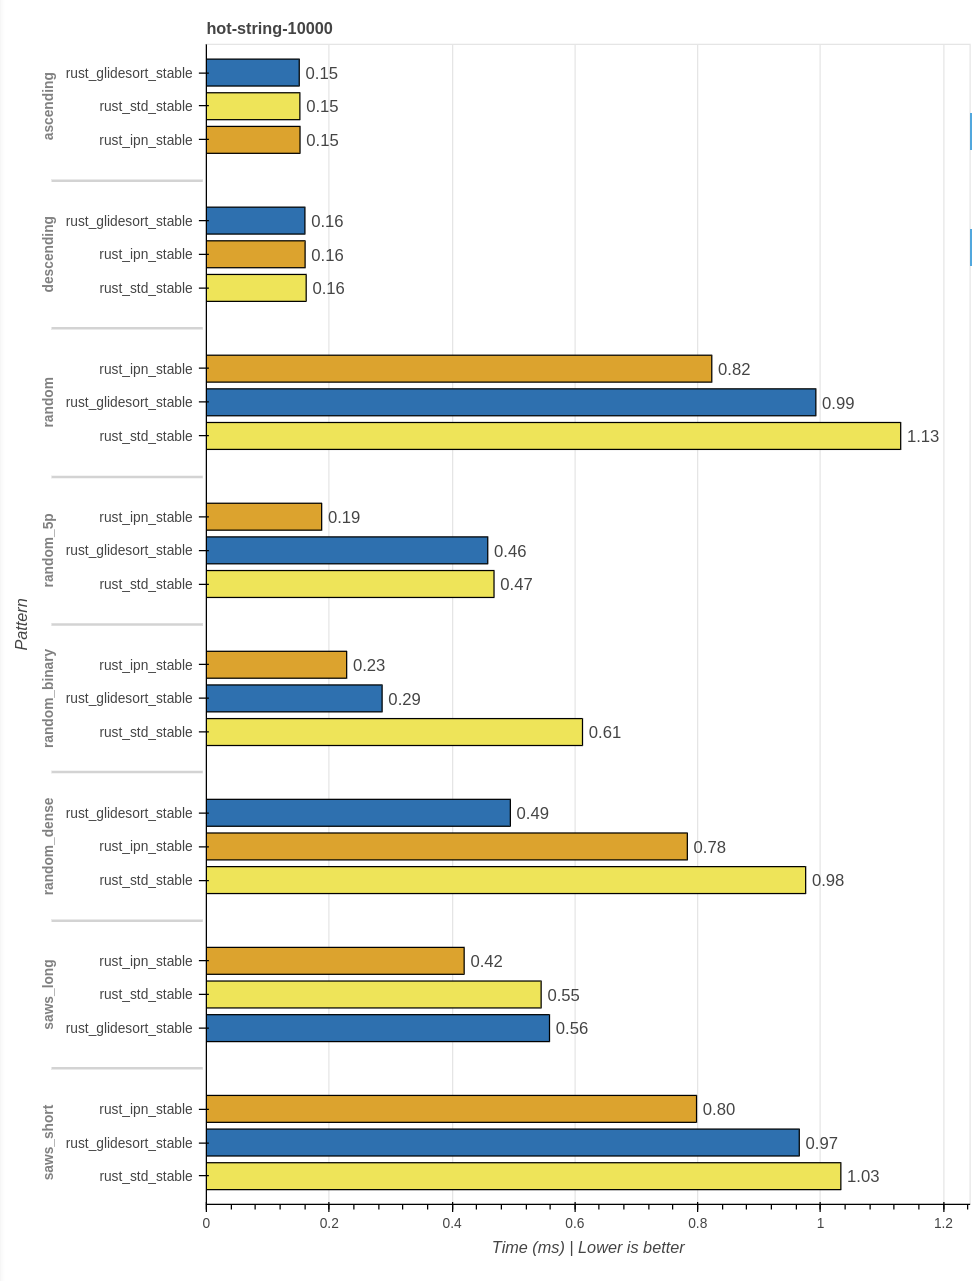 hot-string-10000
ascending
rust_glidesort_stable 0.15
rust_std_stable 0.15
rust_ipn_stable 0.15
descending
rust_glidesort_stable 0.16
rust_ipn_stable 0.16
rust_std_stable 0.16
random
rust_ipn_stable 0.82
rust_glidesort_stable 0.99
rust_std_stable 1.13
random_5p
rust_ipn_stable 0.19
rust_glidesort_stable 0.46
rust_std_stable 0.47
Pattern
random_binary
rust_ipn_stable 0.23
rust_glidesort_stable 0.29
rust_std_stable 0.61
random_dense
rust_glidesort_stable 0.49
rust_ipn_stable 0.78
rust_std_stable 0.98
saws_long
rust_ipn_stable 0.42
rust_std_stable 0.55
rust_glidesort_stable 0.56
saws_short
rust_ipn_stable 0.80
rust_glidesort_stable 0.97
rust_std_stable 1.03
0 0.2 0.4 0.6 0.8 1 1.2
Time (ms) | Lower is better